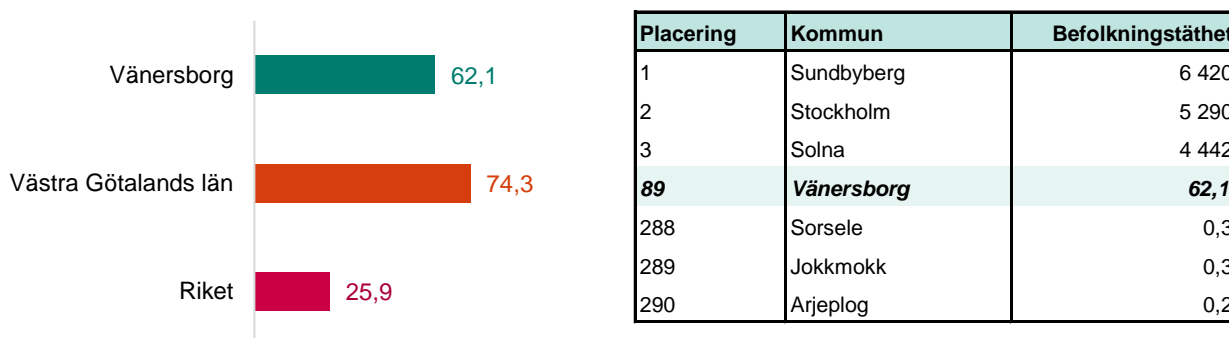 Vänersborg 62,1
Västra Götalands län 74,3
Riket 25,9
Placering Kommun Befolkningstäthet
1 Sundbyberg 6 420
2 Stockholm 5 290
3 Solna 4 442
89 Vänersborg 62,1
288 Sorsele 0,3
289 Jokkmokk 0,3
290 Arjeplog 0,2